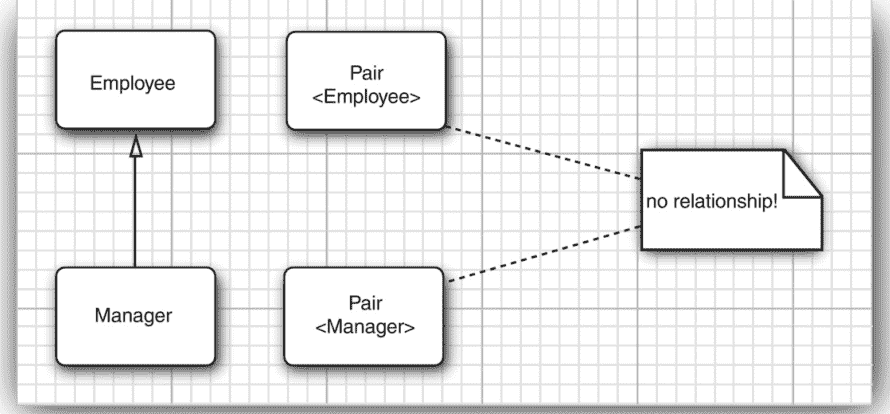 Employee
Pair
<Employee>
no relationship!
Manager
Pair
<Manager>